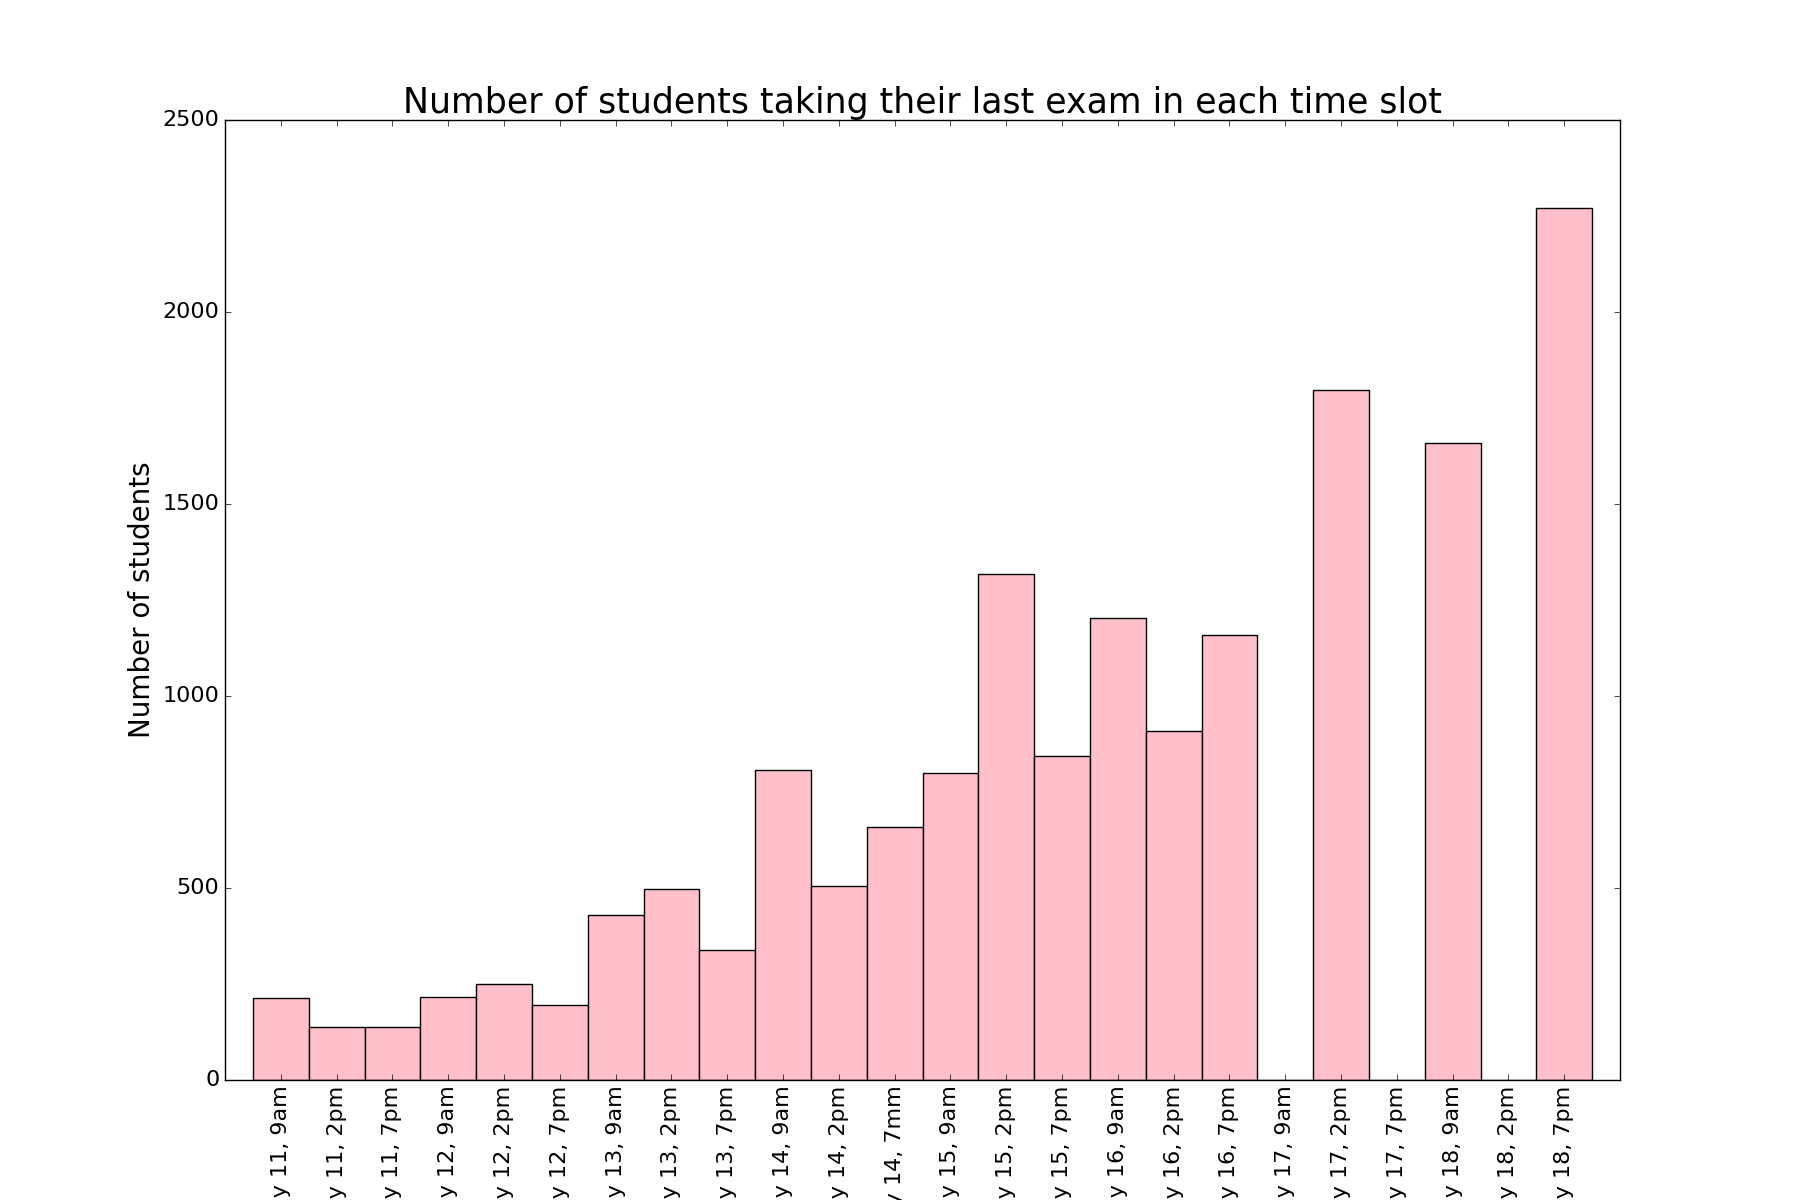 Number of students taking their last exam in each time slot
Number of students
2500
2000
1500
1000
500
0
y 11, 9am
y 11, 2pm
y 11, 7pm
y 12, 9am
y 12, 2pm
y 12, 7pm
y 13, 9am
y 13, 2pm
y 13, 7pm
y 14, 9am
y 14, 2pm
y 14, 7mm
y 15, 9am
y 15, 2pm
y 15, 7pm
y 16, 9am
y 16, 2pm
y 16, 7pm
y 17, 9am
y 17, 2pm
y 17, 7pm
y 18, 9am
y 18, 2pm
y 18, 7pm